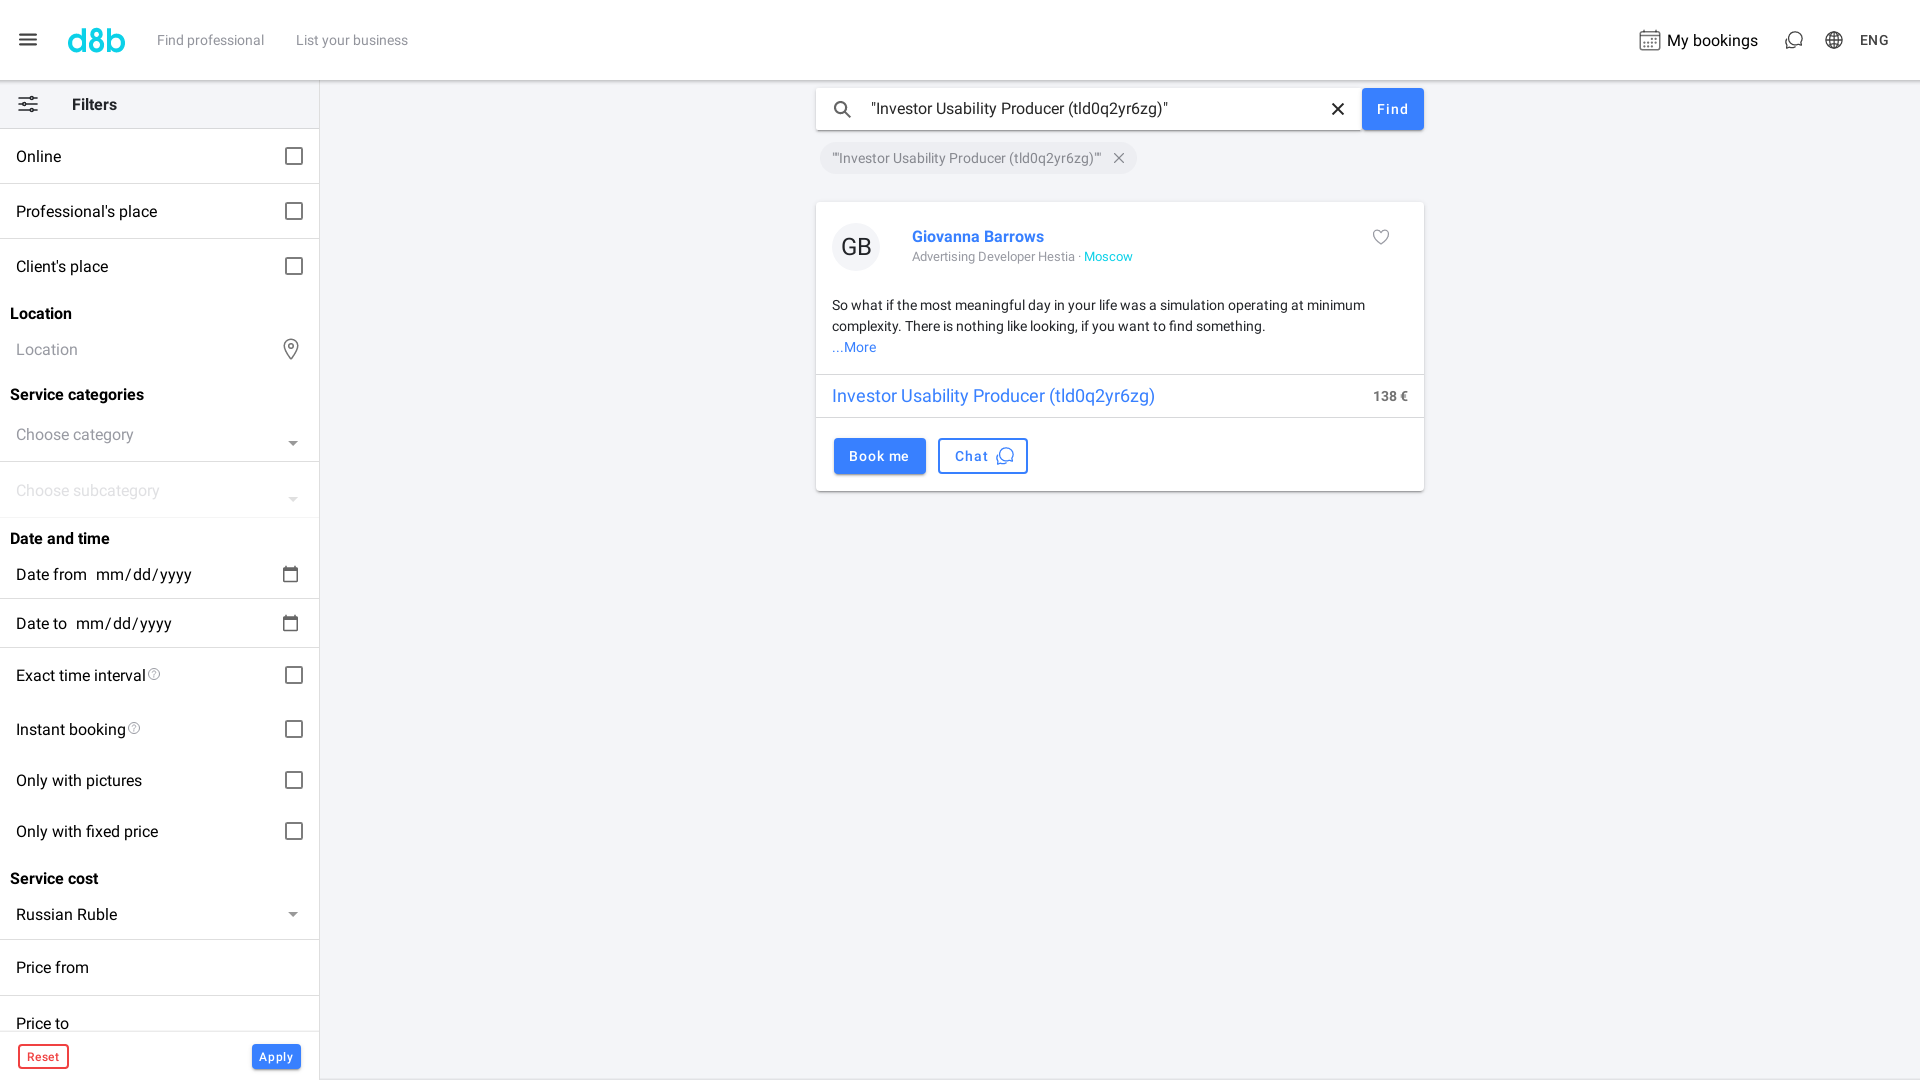 d8b
Find professional
List your business
My bookings
ENG
Filters
Online
Professional's place
Client's place
Location
Location
Service categories
Choose category
Choose subcategory
Date and time
Date from mm/dd/yyyy
Date to mm/dd/yyyy
Exact time interval
Instant booking
Only with pictures
Only with fixed price
Service cost
Russian Ruble
Price from
Price to
Reset
Apply
"Investor Usability Producer (tld0q2yr6zg)"
Find
""Investor Usability Producer (tld0q2yr6zg)""
GB
Giovanna Barrows
Advertising Developer Hestia · Moscow
So what if the most meaningful day in your life was a simulation operating at minimum
complexity. There is nothing like looking, if you want to find something.
...More
Investor Usability Producer (tld0q2yr6zg)
138 €
Book me
Chat